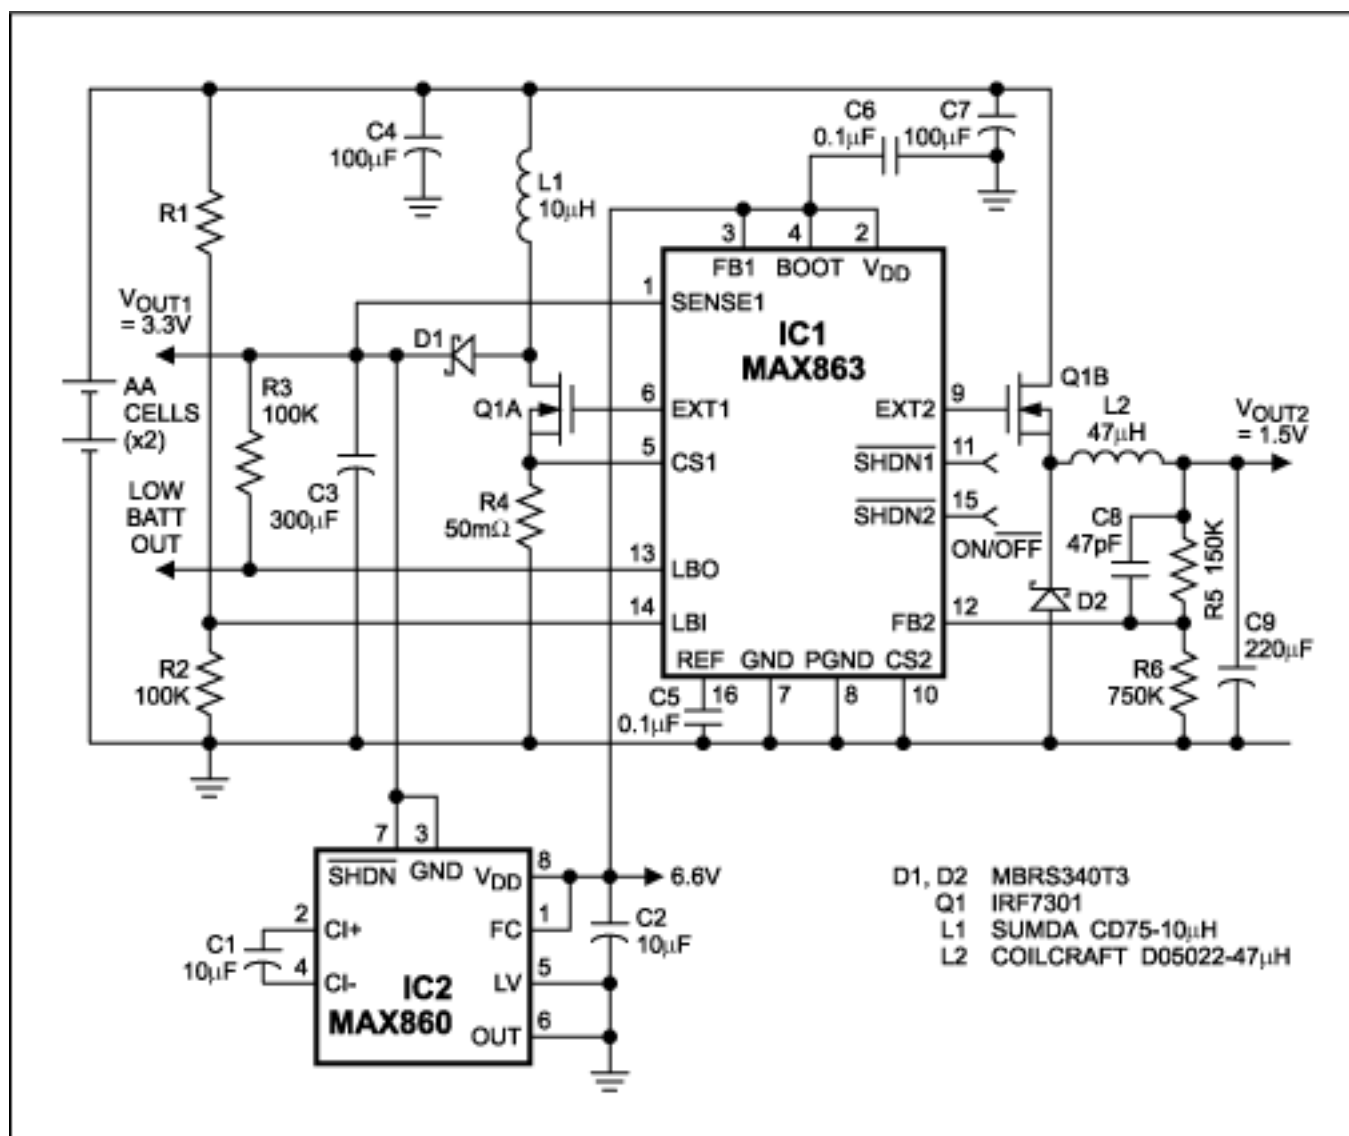 C6
0.1µF
C7
100µF
C4
100µF
L1
10µH
R1
3
4
2
FB1
BOOT
VDD
1
SENSE1
VOUT1
= 3.3V
D1
IC1
MAX863
Q1B
AA
CELLS
(x2)
R3
100K
Q1A
6
EXT1
EXT2
9
L2
47µH
VOUT2
= 1.5V
5
CS1
SHDN1
11
LOW
BATT
OUT
C3
300µF
R4
50mΩ
SHDN2
15
ON/OFF
C8
47pF
R5 150K
13
LBO
14
LBI
D2
FB2
12
C9
220µF
R2
100K
REF
GND
PGND
CS2
R6
750K
C5
0.1µF
16
7
8
10
7
3
SHDN
GND
VDD
8
6.6V
2
CI+
FC
1
C2
10µF
C1
10µF
4
CI-
LV
5
IC2
MAX860
OUT
6
D1, D2 MBRS340T3
Q1 IRF7301
L1 SUMDA CD75-10µH
L2 COILCRAFT D05022-47µH